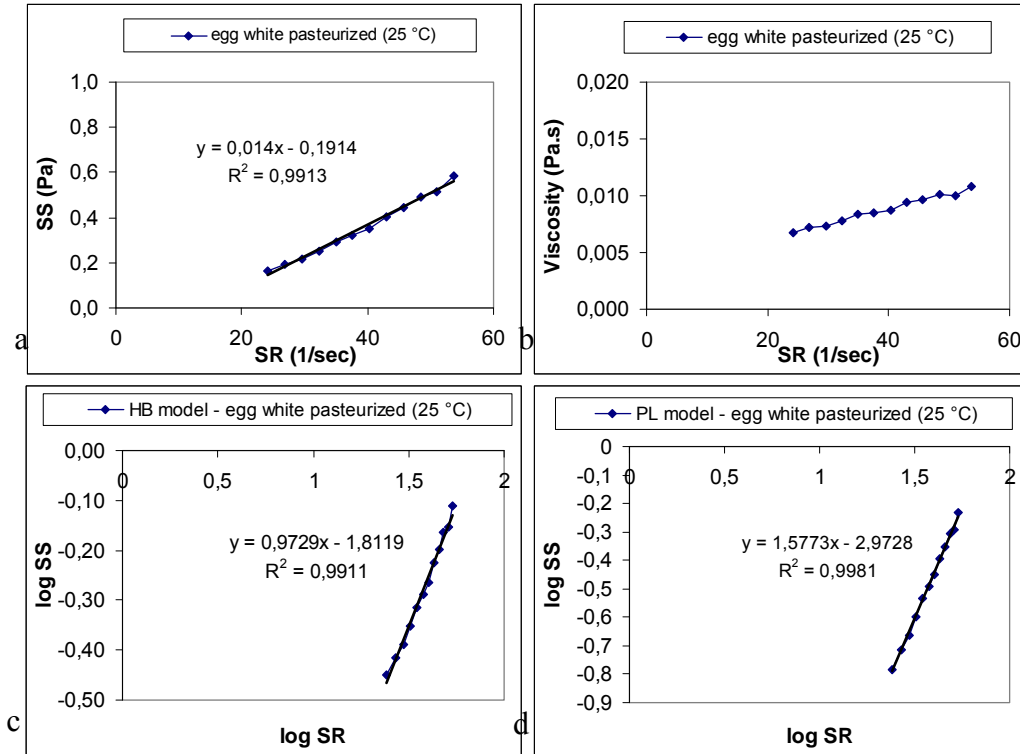 egg white pasteurized (25 °C)
1,0
0,8
0,6
0,4
0,2
0,0
0
20
40
60
SS (Pa)
SR (1/sec)
y = 0,014x - 0,1914
R² = 0,9913
a
egg white pasteurized (25 °C)
0,020
0,015
0,010
0,005
0,000
0
20
40
60
Viscosity (Pa.s)
SR (1/sec)
b
HB model - egg white pasteurized (25 °C)
0,00
-0,10
-0,20
-0,30
-0,40
-0,50
0
0,5
1
1,5
2
log SS
log SR
y = 0,9729x - 1,8119
R² = 0,9911
c
PL model - egg white pasteurized (25 °C)
0
-0,1
-0,2
-0,3
-0,4
-0,5
-0,6
-0,7
-0,8
-0,9
0
0,5
1
1,5
2
log SS
log SR
y = 1,5773x - 2,9728
R² = 0,9981
d